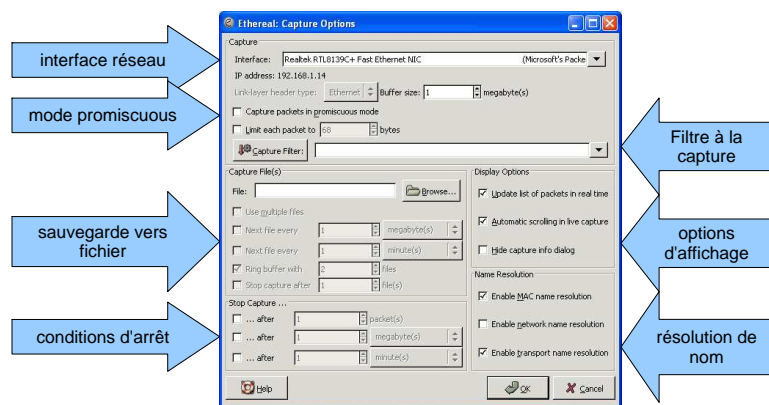 Ethereal: Capture Options
Capture
Interface: Realtek RTL8139C+ Fast Ethernet NIC (Microsoft's Packe
IP address: 192.168.1.14
Link-layer header type: Ethernet Buffer size: 1 megabyte(s)
Capture packets in promiscuous mode
Limit each packet to 68 bytes
Capture Filter:
Capture File(s)
File: Browse...
Use multiple files
Next file every 1 megabyte(s)
Next file every 1 minute(s)
Ring buffer with 2 files
Stop capture after 1 file(s)
Stop Capture ...
... after 1 packet(s)
... after 1 megabyte(s)
... after 1 minute(s)
Display Options
Update list of packets in real time
Automatic scrolling in live capture
Hide capture info dialog
Name Resolution
Enable MAC name resolution
Enable network name resolution
Enable transport name resolution
Help
OK
Cancel
interface réseau
mode promiscuous
sauvegarde vers
fichier
conditions d'arrêt
Filtre à la
capture
options
d'affichage
résolution de
nom